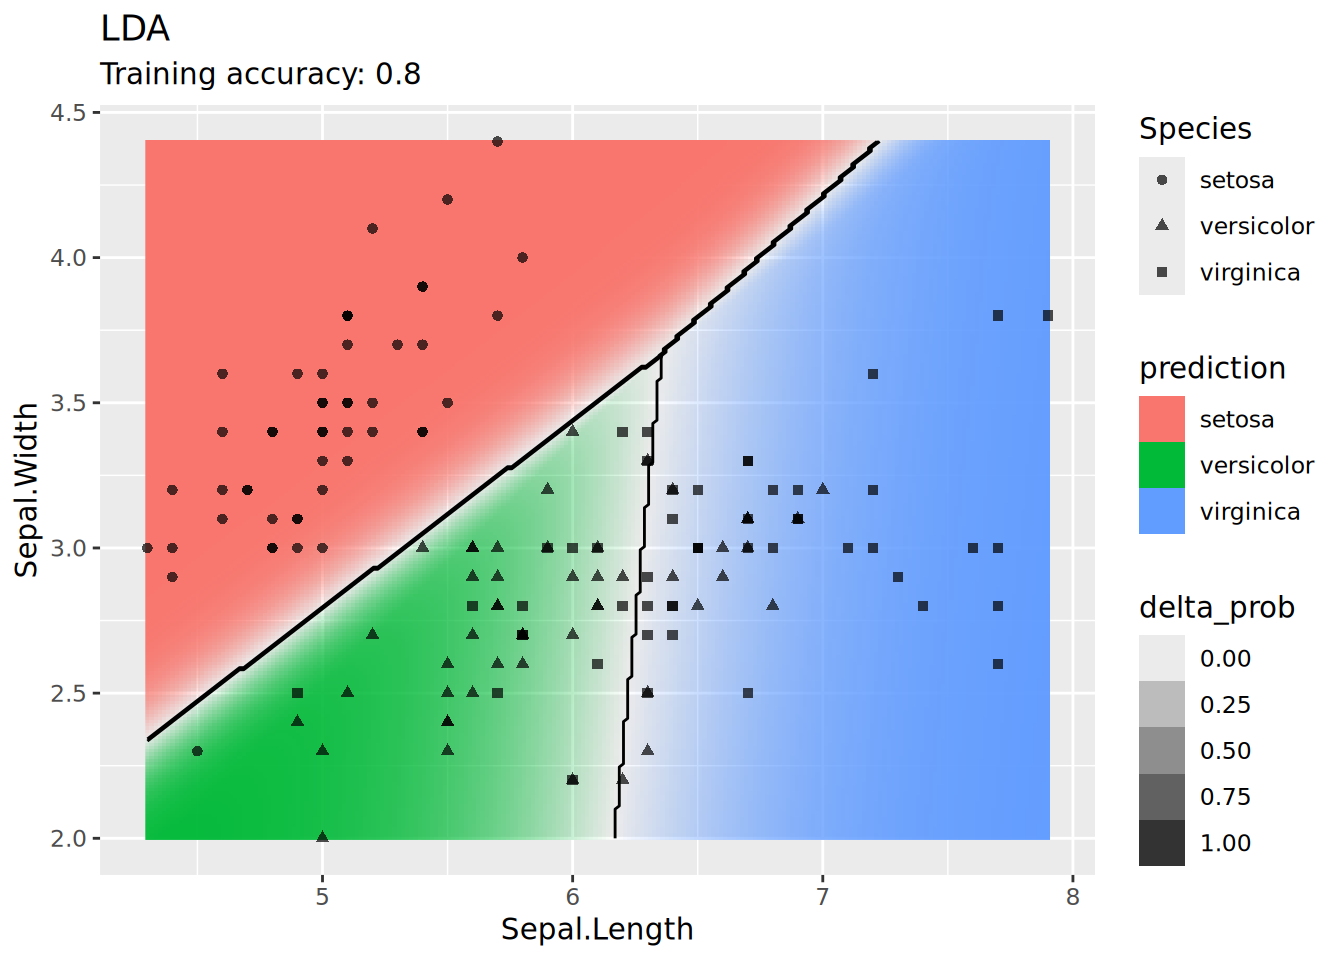 LDA
Training accuracy: 0.8
4.5
4.0
3.5
3.0
2.5
2.0
Sepal.Width
5
6
7
8
Sepal.Length
Species
setosa
versicolor
virginica
prediction
setosa
versicolor
virginica
delta_prob
0.00
0.25
0.50
0.75
1.00